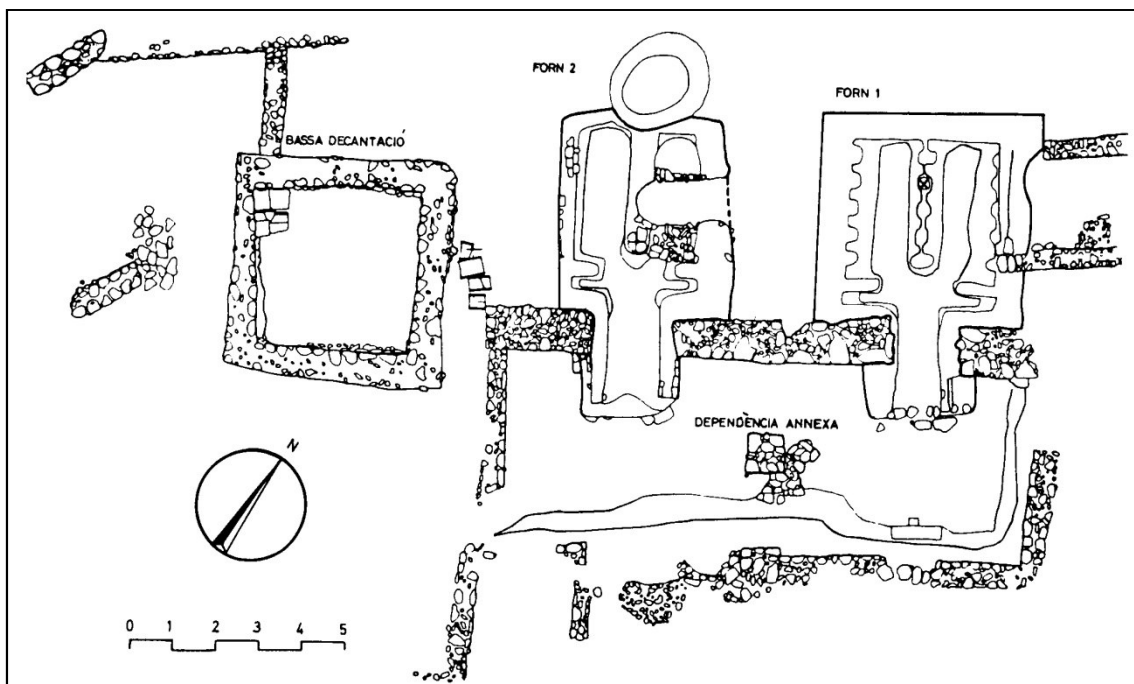 FORN 2
FORN 1
BASSA DECANTACIÓ
DEPENDÈNCIA ANNEXA
N
0 1 2 3 4 5